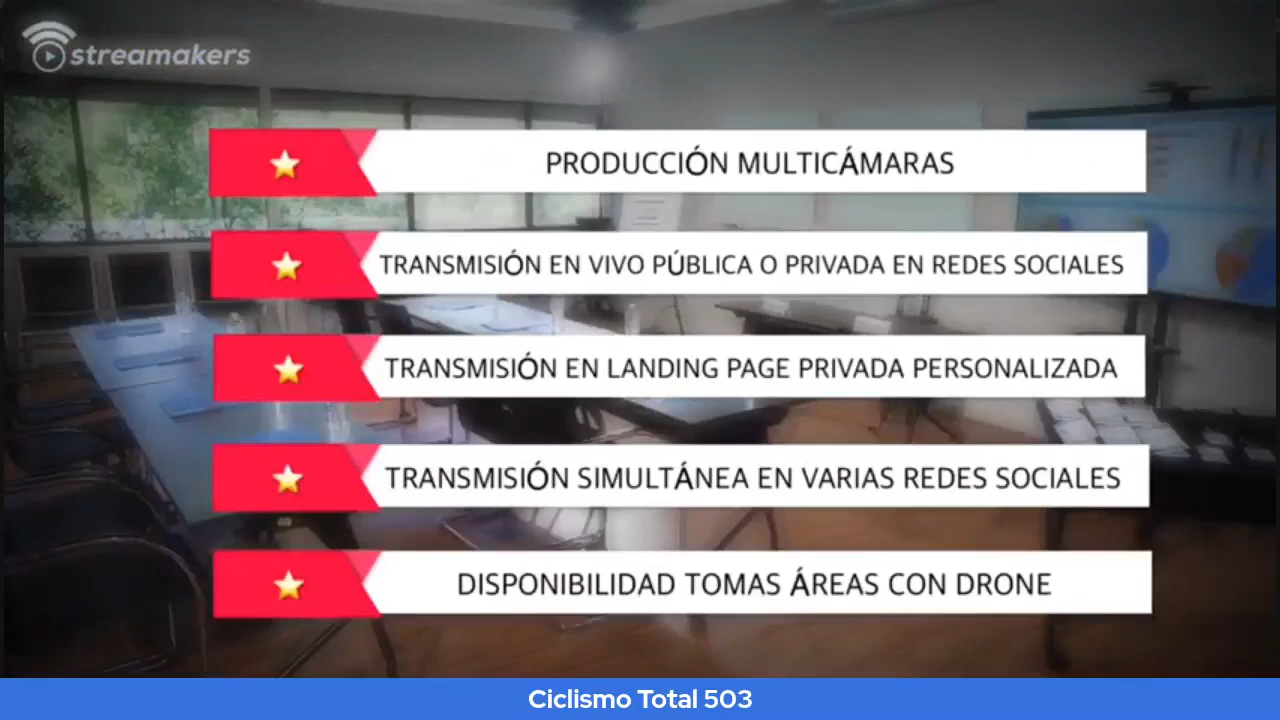 streamakers
PRODUCCIÓN MULTICÁMARAS
TRANSMISIÓN EN VIVO PÚBLICA O PRIVADA EN REDES SOCIALES
TRANSMISIÓN EN LANDING PAGE PRIVADA PERSONALIZADA
TRANSMISIÓN SIMULTÁNEA EN VARIAS REDES SOCIALES
DISPONIBILIDAD TOMAS ÁREAS CON DRONE
Ciclismo Total 503